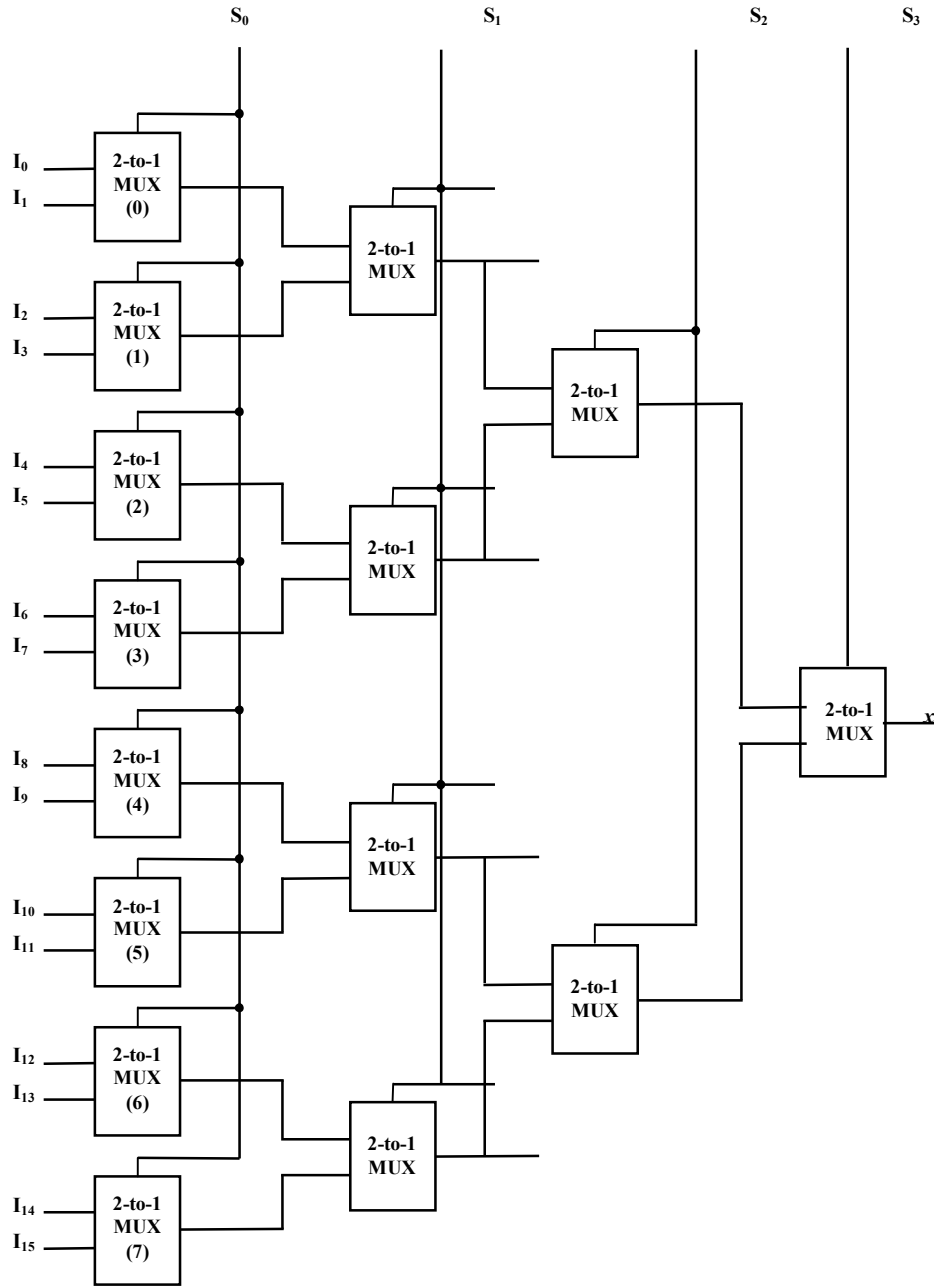 S₀ S₁ S₂ S₃
I₀
I₁
2-to-1
MUX
(0)
2-to-1
MUX
I₂
I₃
2-to-1
MUX
(1)
2-to-1
MUX
I₄
I₅
2-to-1
MUX
(2)
2-to-1
MUX
I₆
I₇
2-to-1
MUX
(3)
2-to-1
MUX
x
I₈
I₉
2-to-1
MUX
(4)
2-to-1
MUX
I₁₀
I₁₁
2-to-1
MUX
(5)
2-to-1
MUX
I₁₂
I₁₃
2-to-1
MUX
(6)
2-to-1
MUX
I₁₄
I₁₅
2-to-1
MUX
(7)